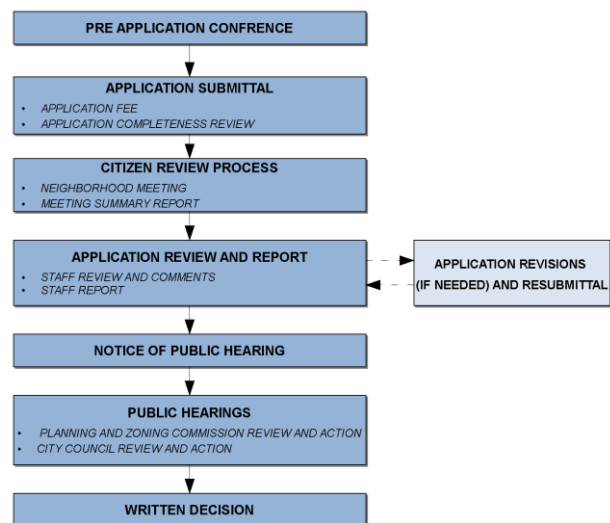 PRE APPLICATION CONFRENCE
APPLICATION SUBMITTAL
• APPLICATION FEE
• APPLICATION COMPLETENESS REVIEW
CITIZEN REVIEW PROCESS
• NEIGHBORHOOD MEETING
• MEETING SUMMARY REPORT
APPLICATION REVIEW AND REPORT
• STAFF REVIEW AND COMMENTS
• STAFF REPORT
APPLICATION REVISIONS
(IF NEEDED) AND RESUBMITTAL
NOTICE OF PUBLIC HEARING
PUBLIC HEARINGS
• PLANNING AND ZONING COMMISSION REVIEW AND ACTION
• CITY COUNCIL REVIEW AND ACTION
WRITTEN DECISION